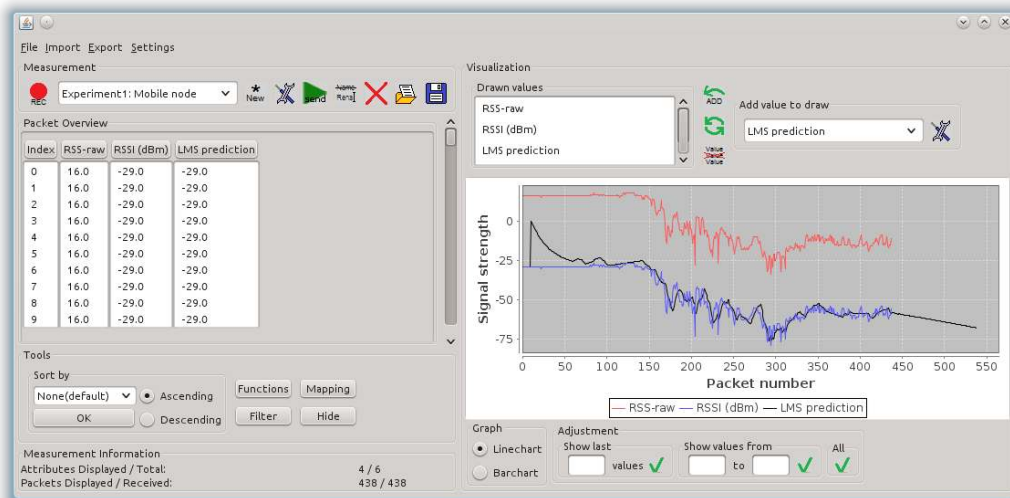 File Import Export Settings
Measurement
REC
Experiment1: Mobile node
New
send
Name
Packet Overview
Index RSS-raw RSSI (dBm) LMS prediction
0 16.0 -29.0 -29.0
1 16.0 -29.0 -29.0
2 16.0 -29.0 -29.0
3 16.0 -29.0 -29.0
4 16.0 -29.0 -29.0
5 16.0 -29.0 -29.0
6 16.0 -29.0 -29.0
7 16.0 -29.0 -29.0
8 16.0 -29.0 -29.0
9 16.0 -29.0 -29.0
Tools
Sort by
None(default)
Ascending
OK
Descending
Functions Mapping
Filter Hide
Measurement Information
Attributes Displayed / Total: 4 / 6
Packets Displayed / Received: 438 / 438
Visualization
Drawn values
RSS-raw
RSSI (dBm)
LMS prediction
ADD
Value
Value
Value
Add value to draw
LMS prediction
Signal strength
0
-25
-50
-75
0 50 100 150 200 250 300 350 400 450 500 550
Packet number
RSS-raw RSSI (dBm) LMS prediction
Graph
Linechart
Barchart
Adjustment
Show last
values
Show values from
to
All